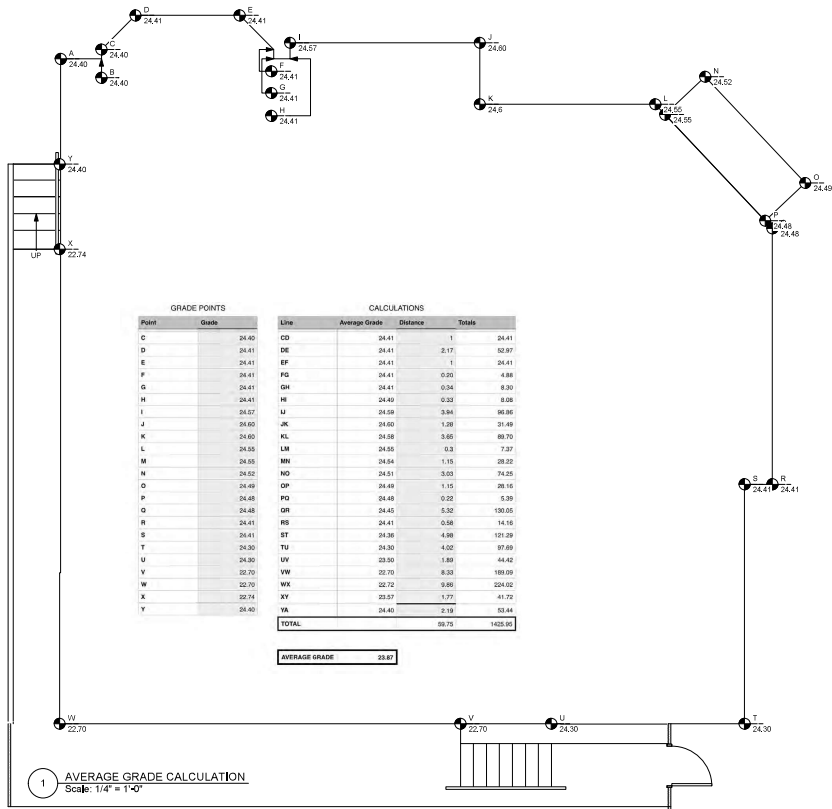 D
24.41
E
24.41
C
24.40
A
24.40
B
24.40
I
24.57
J
24.60
F
24.41
G
24.41
H
24.41
K
24.6
L
24.55
24.55
N
24.52
O
24.49
P
24.48
24.48
Y
24.40
X
22.74
UP
GRADE POINTS
Point Grade
C 24.40
D 24.41
E 24.41
F 24.41
G 24.41
H 24.41
I 24.57
J 24.60
K 24.60
L 24.55
M 24.55
N 24.52
O 24.49
P 24.48
Q 24.48
R 24.41
S 24.41
T 24.30
U 24.30
V 22.70
W 22.70
X 22.74
Y 24.40
CALCULATIONS
Line Average Grade Distance Totals
CD 24.41 1 24.41
DE 24.41 2.17 52.97
EF 24.41 1 24.41
FG 24.41 0.20 4.88
GH 24.41 0.34 8.30
HI 24.49 0.33 8.08
IJ 24.59 3.94 96.86
JK 24.60 1.28 31.49
KL 24.58 3.65 89.70
LM 24.55 0.3 7.37
MN 24.54 1.15 28.22
NO 24.51 3.03 74.25
OP 24.49 1.15 28.16
PQ 24.48 0.22 5.39
QR 24.45 5.32 130.05
RS 24.41 0.58 14.16
ST 24.36 4.98 121.29
TU 24.30 4.02 97.69
UV 23.50 1.89 44.42
VW 22.70 8.33 189.09
WX 22.72 9.86 224.02
XY 23.57 1.77 41.72
YA 24.40 2.19 53.44
TOTAL 59.75 1425.95
AVERAGE GRADE 23.87
S
24.41
R
24.41
W
22.70
V
22.70
U
24.30
T
24.30
1 AVERAGE GRADE CALCULATION
Scale: 1/4" = 1'-0"